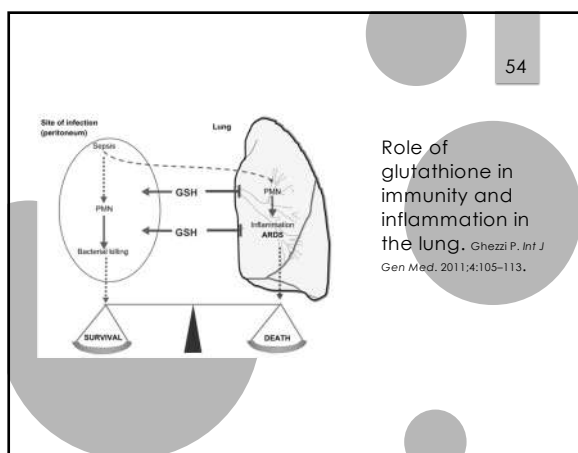 54
Site of infection
(peritoneum)
Sepsis
PMN
Bacterial killing
GSH
GSH
Lung
PMN
Inflammation
ARDS
SURVIVAL
DEATH
Role of
glutathione in
immunity and
inflammation in
the lung. Ghezzi P. Int J
Gen Med. 2011;4:105–113.